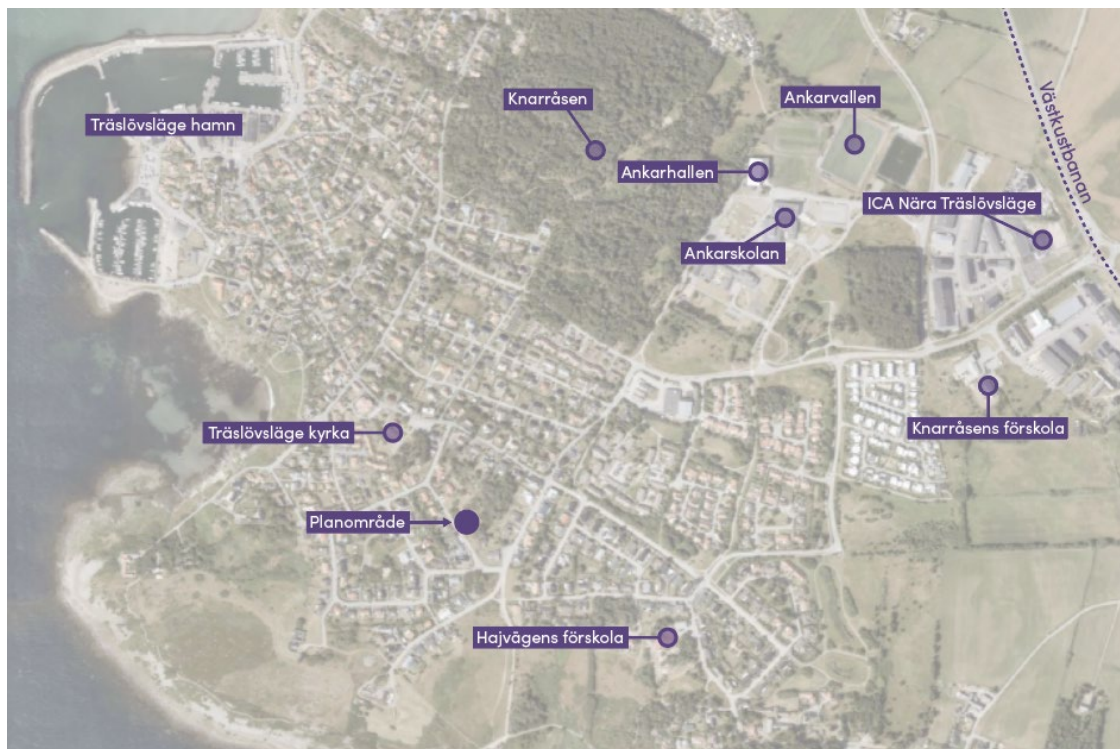 Knarråsen
Ankarvallen
Västkustbanan
Träslövsläge hamn
Ankarhallen
ICA Nära Träslövsläge
Ankarskolan
Träslövsläge kyrka
Knarråsens förskola
Planområde
Hajvägens förskola